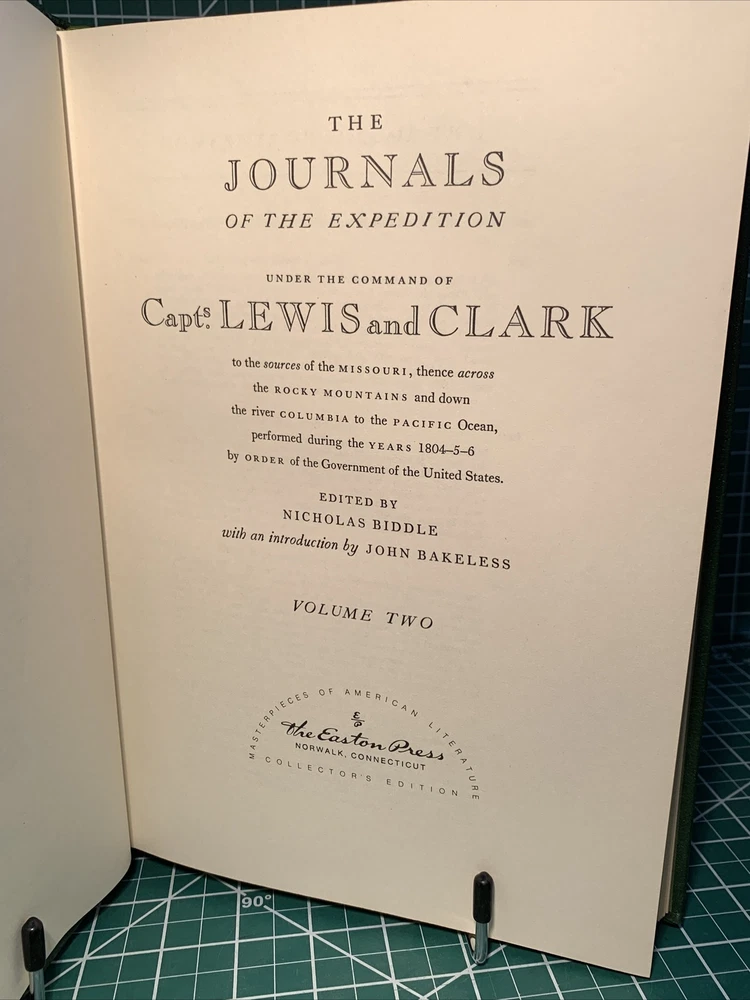 THE
JOURNALS
OF THE EXPEDITION
UNDER THE COMMAND OF
Capts. LEWIS and CLARK
to the sources of the MISSOURI, thence across
the ROCKY MOUNTAINS and down
the river COLUMBIA to the PACIFIC Ocean,
performed during the YEARS 1804–5–6
by ORDER of the Government of the United States.
EDITED BY
NICHOLAS BIDDLE
with an introduction by JOHN BAKELESS
VOLUME TWO
MASTERPIECES OF AMERICAN LITERATURE
E/P
The Easton Press
NORWALK, CONNECTICUT
COLLECTOR'S EDITION
90°